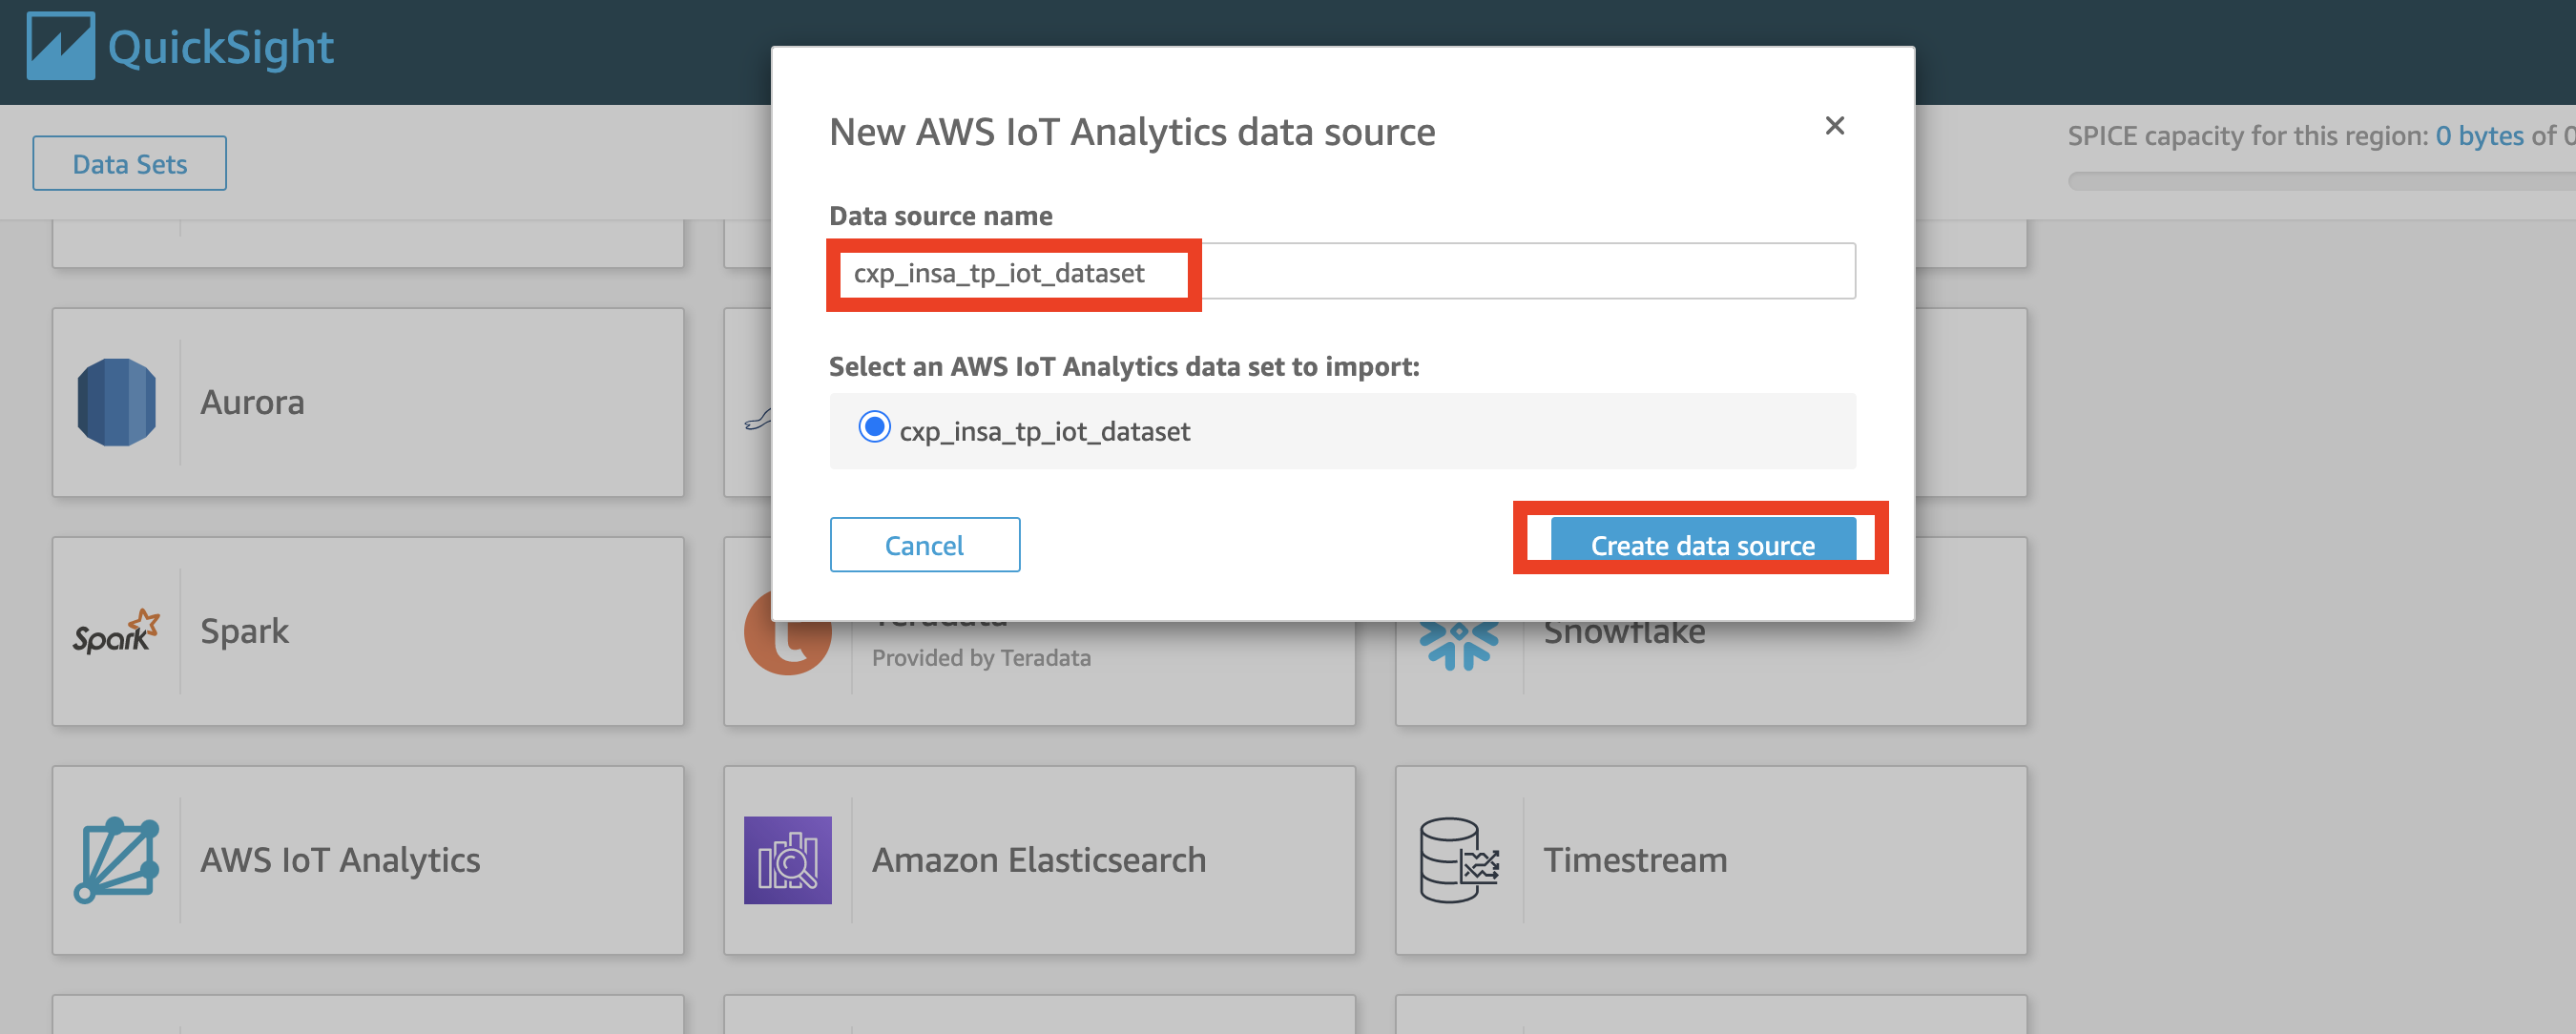 QuickSight
Data Sets
SPICE capacity for this region: 0 bytes of
New AWS IoT Analytics data source
Data source name
cxp_insa_tp_iot_dataset
Select an AWS IoT Analytics data set to import:
cxp_insa_tp_iot_dataset
Cancel
Create data source
Aurora
Spark
Spark
Teradata
Provided by Teradata
Snowflake
AWS IoT Analytics
Amazon Elasticsearch
Timestream